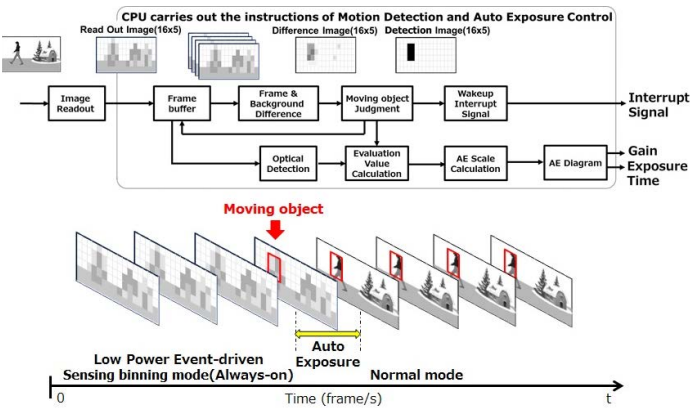 CPU carries out the instructions of Motion Detection and Auto Exposure Control
Read Out Image(16x5)
Difference Image(16x5)
Detection Image(16x5)
Image
Readout
Frame
buffer
Frame &
Background
Difference
Moving object
Judgment
Wakeup
Interrupt
Signal
Interrupt
Signal
Optical
Detection
Evaluation
Value
Calculation
AE Scale
Calculation
AE Diagram
Gain
Exposure
Time
Moving object
Auto
Exposure
Low Power Event-driven
Sensing binning mode(Always-on)
Normal mode
0
Time (frame/s)
t